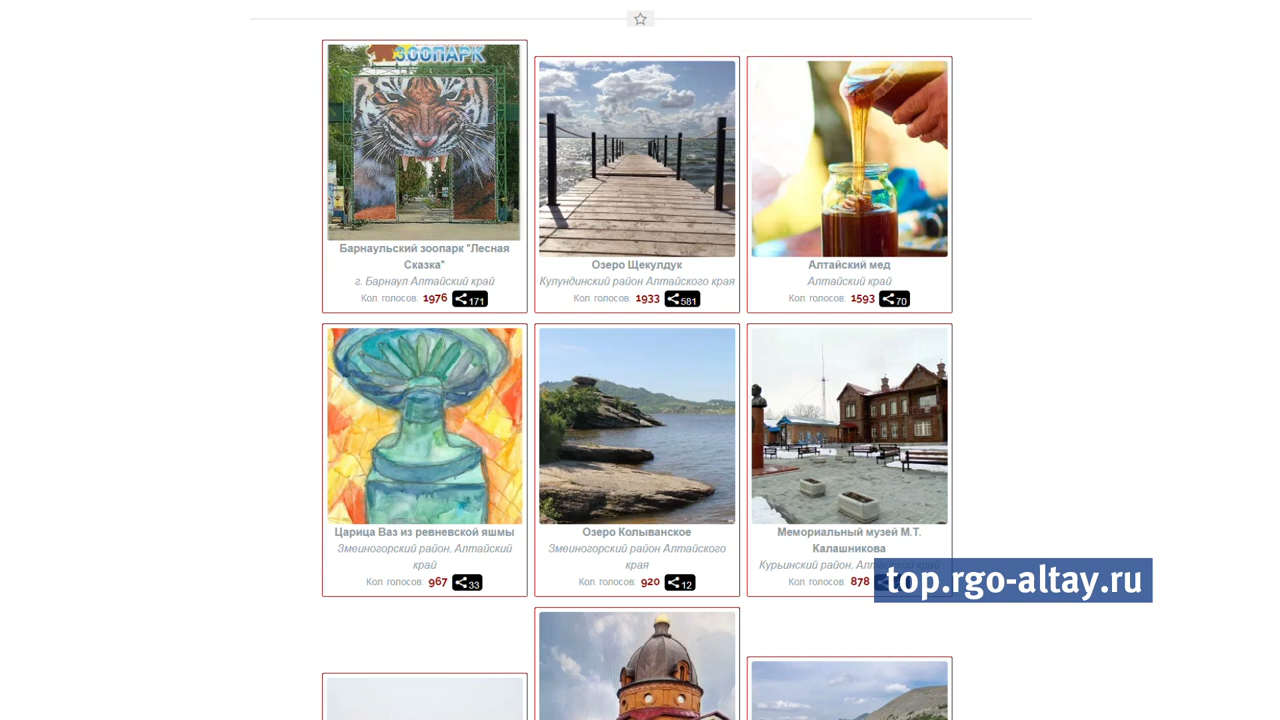 ЗООПАРК
Барнаульский зоопарк "Лесная
Сказка"
г. Барнаул Алтайский край
Кол. голосов: 1976 171
Озеро Щекулдук
Кулундинский район Алтайского края
Кол. голосов: 1933 581
Алтайский мед
Алтайский край
Кол. голосов: 1593 70
Царица Ваз из ревневской яшмы
Змеиногорский район, Алтайский
край
Кол. голосов: 967 33
Озеро Колыванское
Змеиногорский район Алтайского
края
Кол. голосов: 920 12
Мемориальный музей М.Т.
Калашникова
Курьинский район, Алтайский край
Кол. голосов: 878
top.rgo-altay.ru